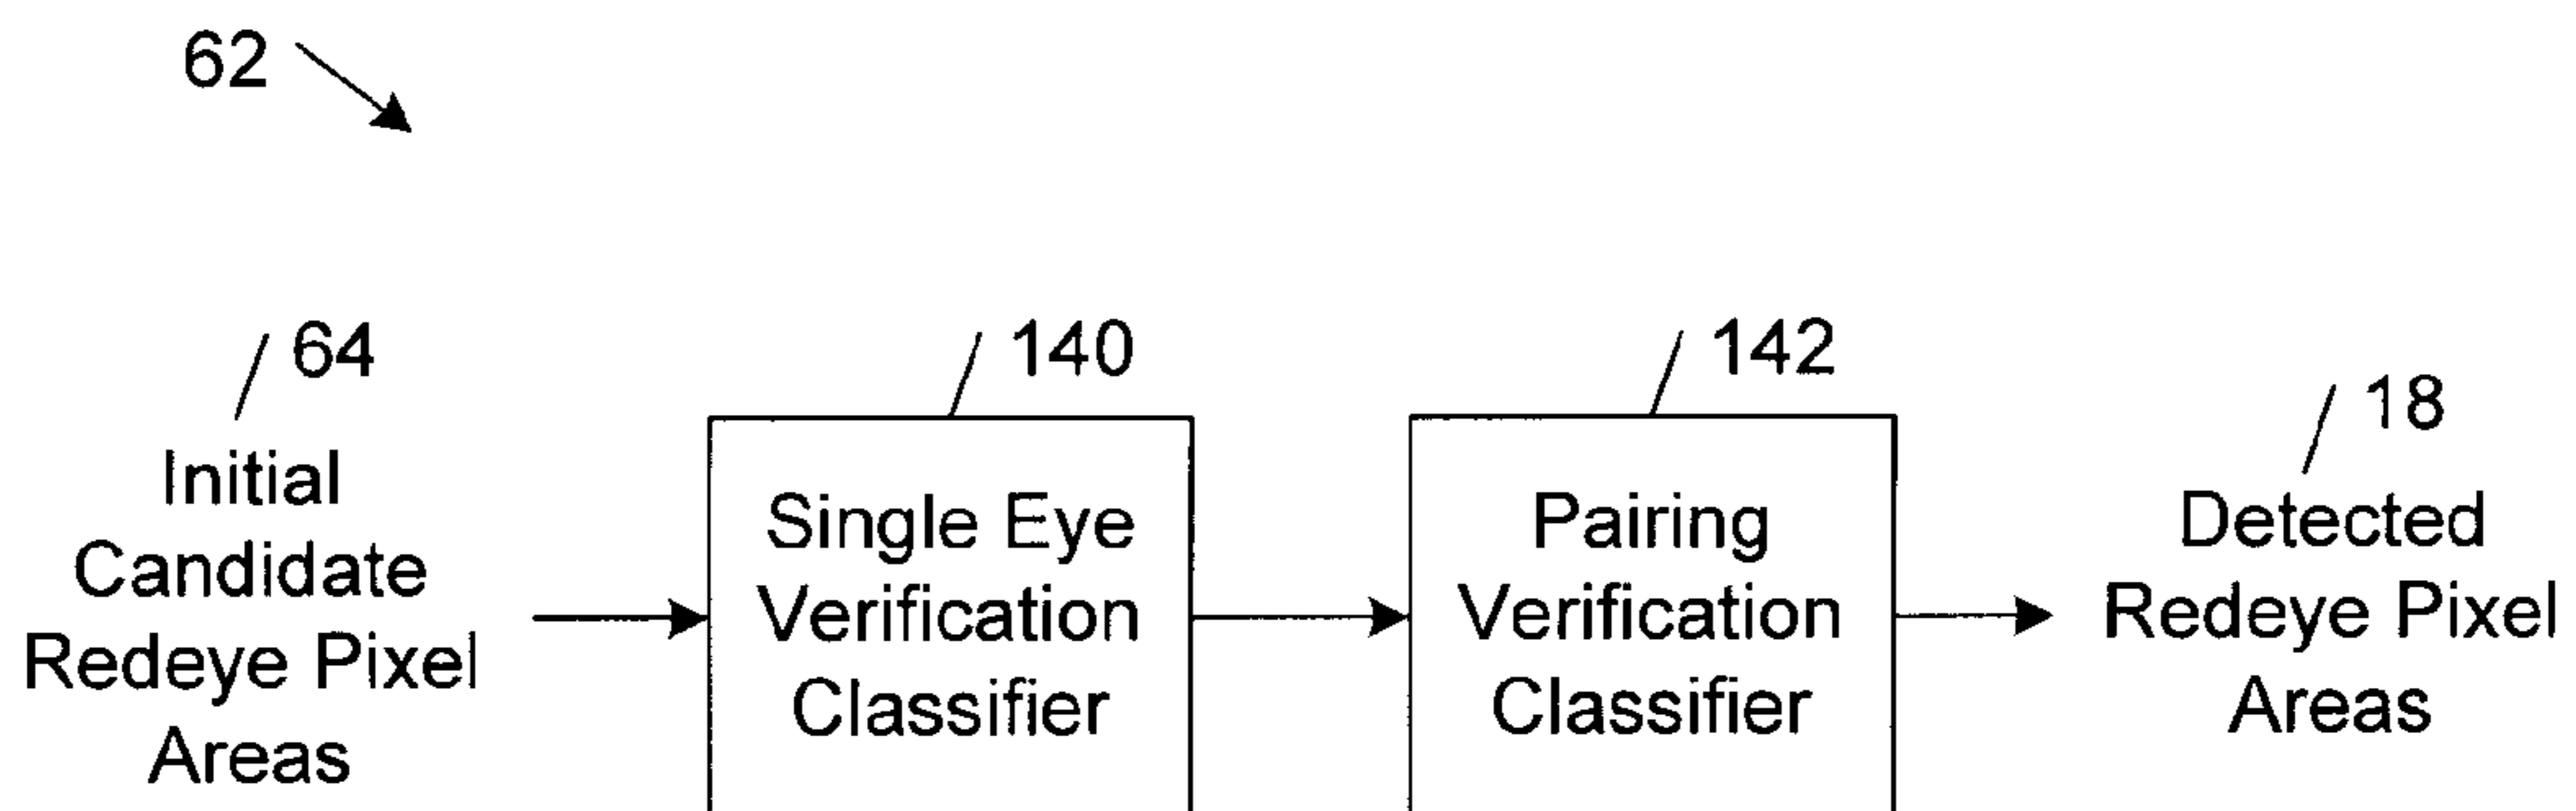 62
64
Initial
Candidate
Redeye Pixel
Areas
140
Single Eye
Verification
Classifier
142
Pairing
Verification
Classifier
18
Detected
Redeye Pixel
Areas